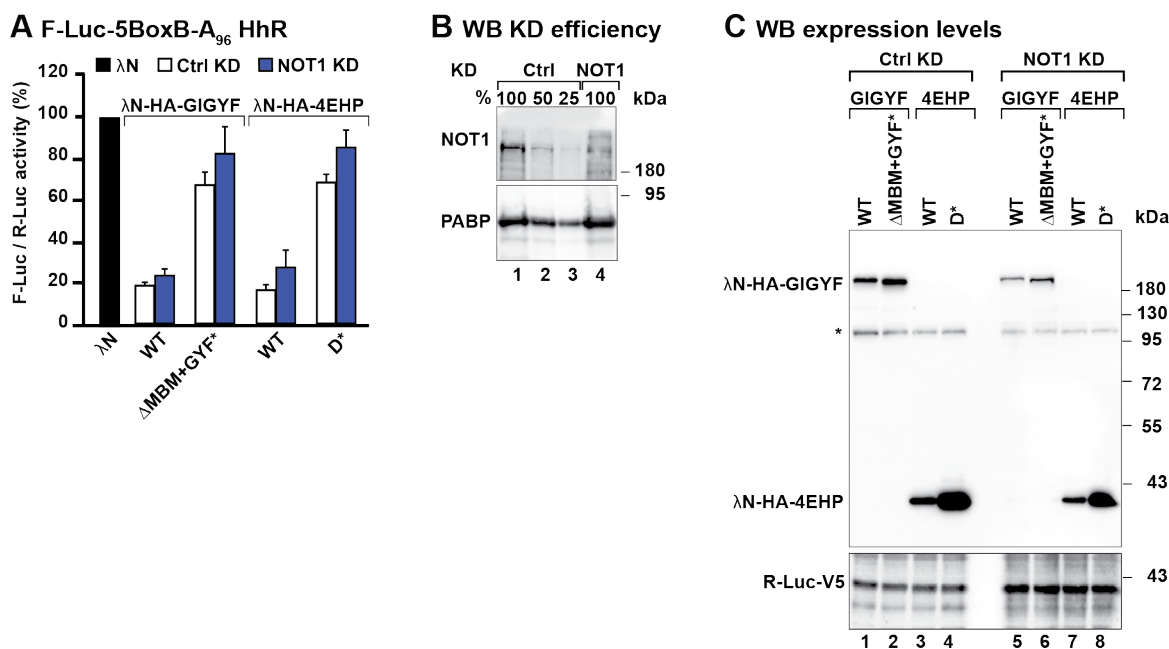 A F-Luc-5BoxB-A96 HhR
λN Ctrl KD NOT1 KD
F-Luc / R-Luc activity (%)
120
100
80
60
40
20
0
λN-HA-GIGYF λN-HA-4EHP
λN
WT
ΔMBM+GYF*
WT
D*
B WB KD efficiency
KD Ctrl NOT1
% 100 50 25 100 kDa
NOT1
180
95
PABP
1 2 3 4
C WB expression levels
Ctrl KD NOT1 KD
GIGYF 4EHP GIGYF 4EHP
WT ΔMBM+GYF* WT D* WT ΔMBM+GYF* WT D* kDa
λN-HA-GIGYF
180
130
*
95
72
55
43
λN-HA-4EHP
R-Luc-V5
43
1 2 3 4 5 6 7 8